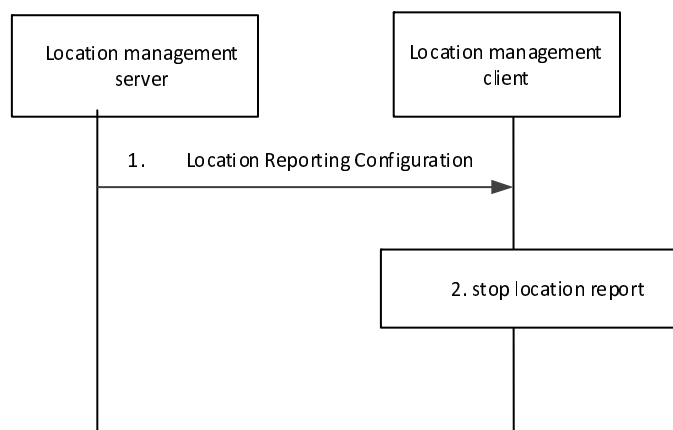 Location management
server
Location management
client
1. Location Reporting Configuration
2. stop location report